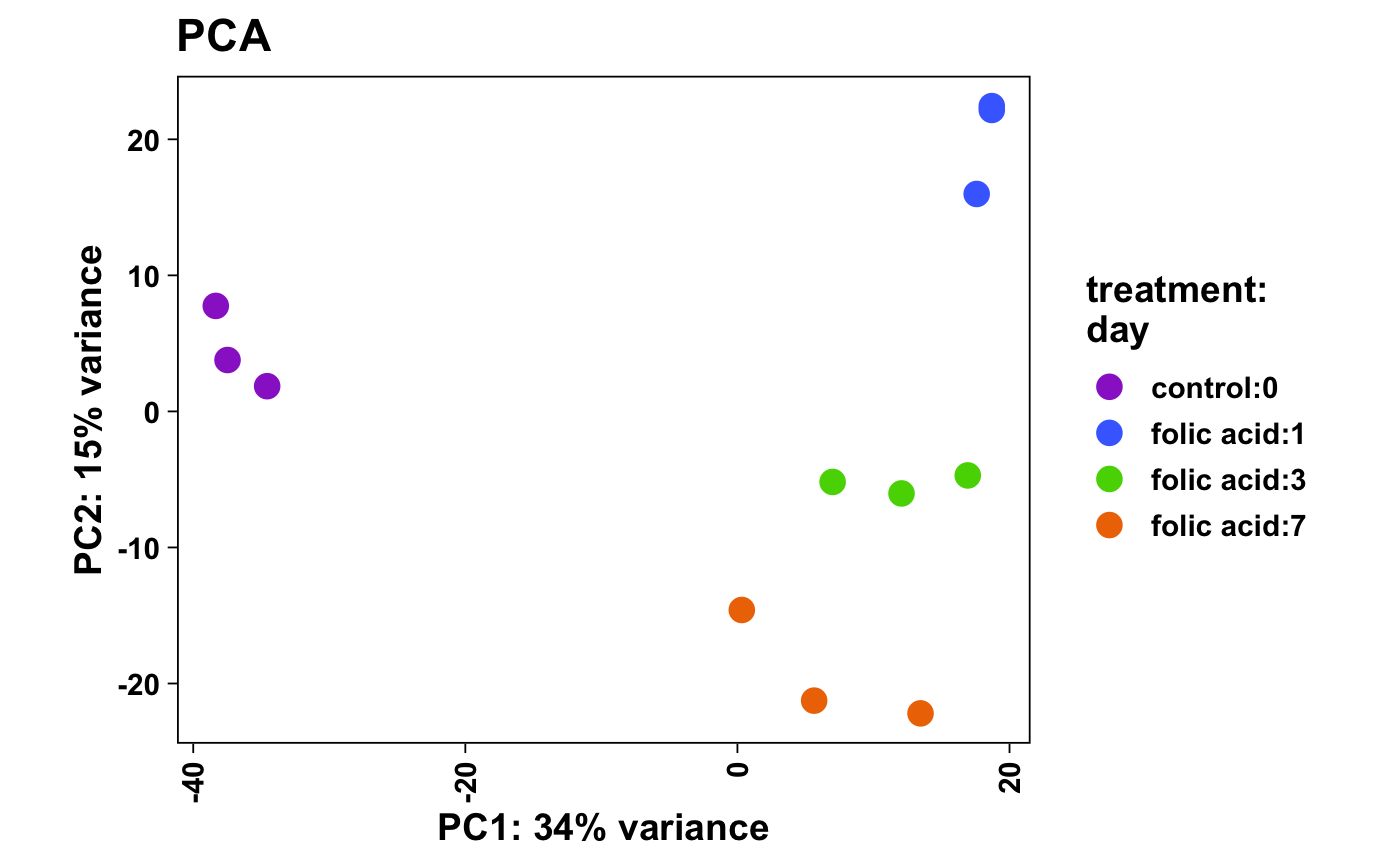 PCA
20
10
0
-10
-20
PC2: 15% variance
-40
-20
0
20
PC1: 34% variance
treatment:
day
control:0
folic acid:1
folic acid:3
folic acid:7